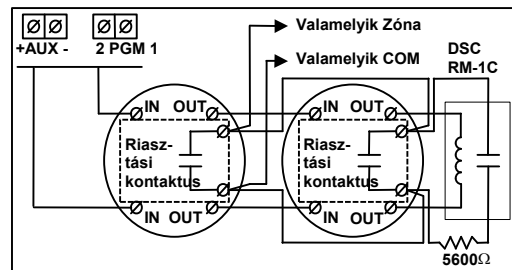 +AUX - 2 PGM 1
Valamelyik Zóna
Valamelyik COM
DSC
RM-1C
IN OUT
Riasz-
tási
kontaktus
IN OUT
IN OUT
Riasz-
tási
kontaktus
IN OUT
5600Ω